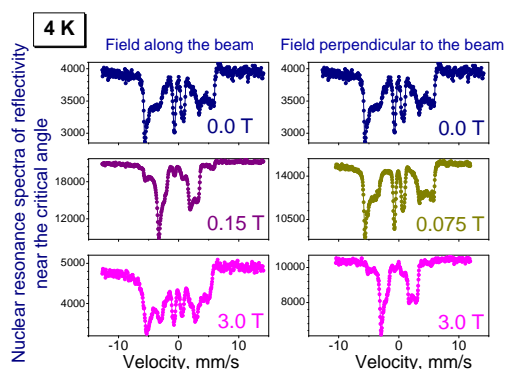 4 K
Field along the beam
Field perpendicular to the beam
Nuclear resonance spectra of reflectivity
near the critical angle
4000
3500
3000
0.0 T
4000
3500
3000
0.0 T
18000
12000
0.15 T
14000
10500
0.075 T
5000
4000
3.0 T
10000
8000
3.0 T
-10 0 10
-10 0 10
Velocity, mm/s
Velocity, mm/s